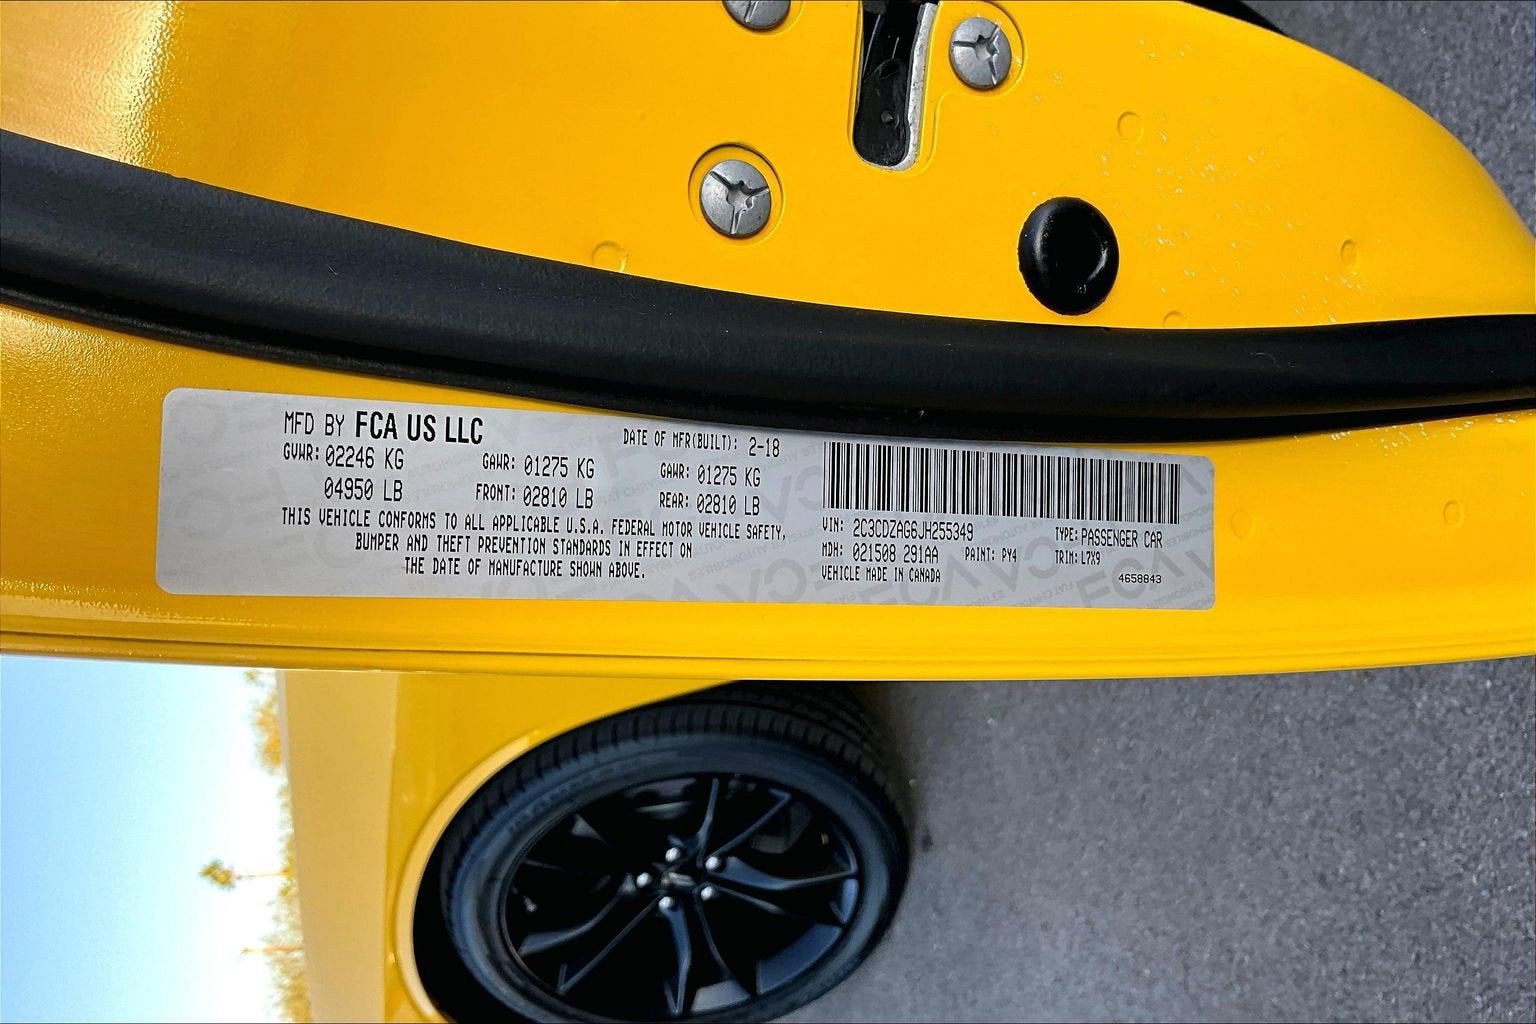 MFD BY FCA US LLC
DATE OF MFR(BUILT): 2-18
GVWR: 02246 KG
GAWR: 01275 KG
GAWR: 01275 KG
04950 LB
FRONT: 02810 LB
REAR: 02810 LB
THIS VEHICLE CONFORMS TO ALL APPLICABLE U.S.A. FEDERAL MOTOR VEHICLE SAFETY,
BUMPER AND THEFT PREVENTION STANDARDS IN EFFECT ON
THE DATE OF MANUFACTURE SHOWN ABOVE.
VIN: 2C3CDZAG6JH255349
TYPE: PASSENGER CAR
MDH: 021508 291AA
PAINT: PY4
TRIM: L7X9
VEHICLE MADE IN CANADA
4658843